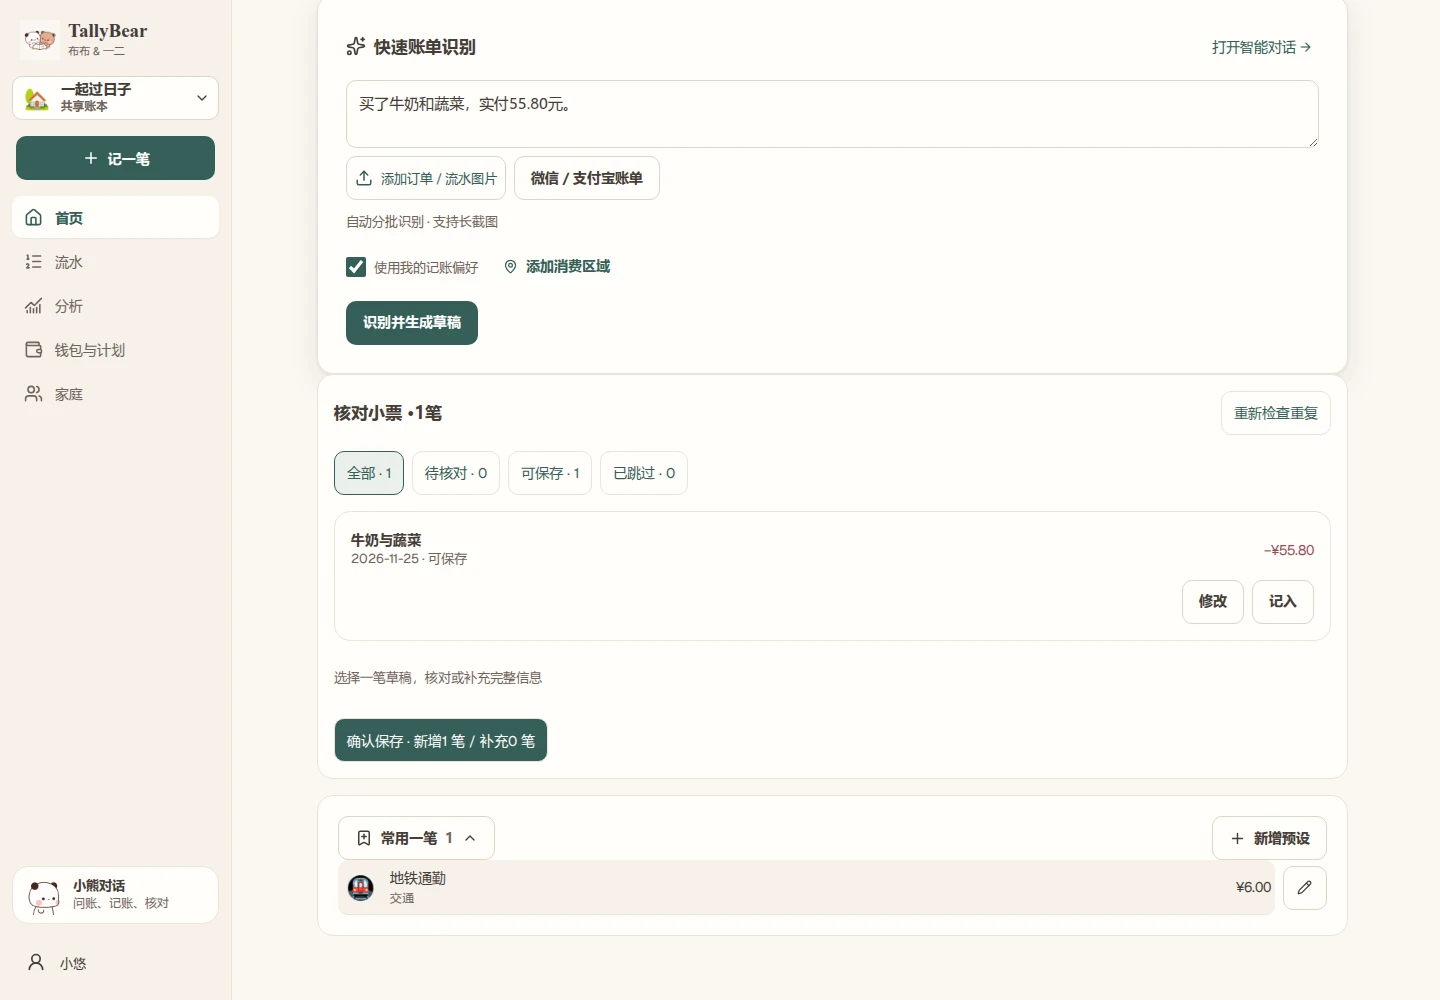 TallyBear
布布 & 一二
一起过日子
共享账本
记一笔
首页
流水
分析
钱包与计划
家庭
小熊对话
问账、记账、核对
小悠
快速账单识别
打开智能对话
买了牛奶和蔬菜，实付55.80元。
添加订单 / 流水图片
微信 / 支付宝账单
自动分批识别 · 支持长截图
使用我的记账偏好
添加消费区域
识别并生成草稿
核对小票 •1笔
重新检查重复
全部 · 1
待核对 · 0
可保存 · 1
已跳过 · 0
牛奶与蔬菜
2026-11-25 · 可保存
−¥55.80
修改
记入
选择一笔草稿，核对或补充完整信息
确认保存 · 新增1 笔 / 补充0 笔
常用一笔 1
新增预设
地铁通勤
交通
¥6.00